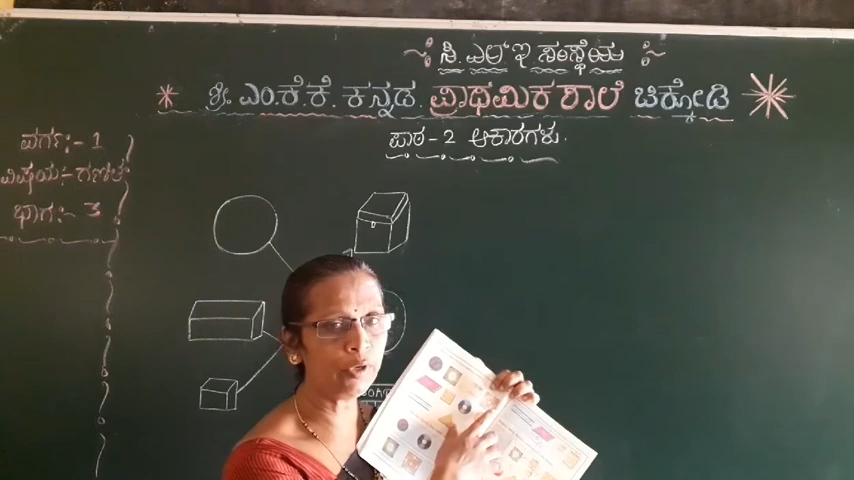 ಸಿ.ಎಲ್.ಇ ಸಂಸ್ಥೆಯ
ಶ್ರೀ ಎಂ.ಕೆ.ಕೆ. ಕನ್ನಡ ಪ್ರಾಥಮಿಕ ಶಾಲೆ ಚಿಕ್ಕೋಡಿ
ಪಾಠ-2 ಆಕಾರಗಳು.
ವರ್ಗ:- 1
ವಿಷಯ:- ಗಣಿತ
ಭಾಗ:- 3